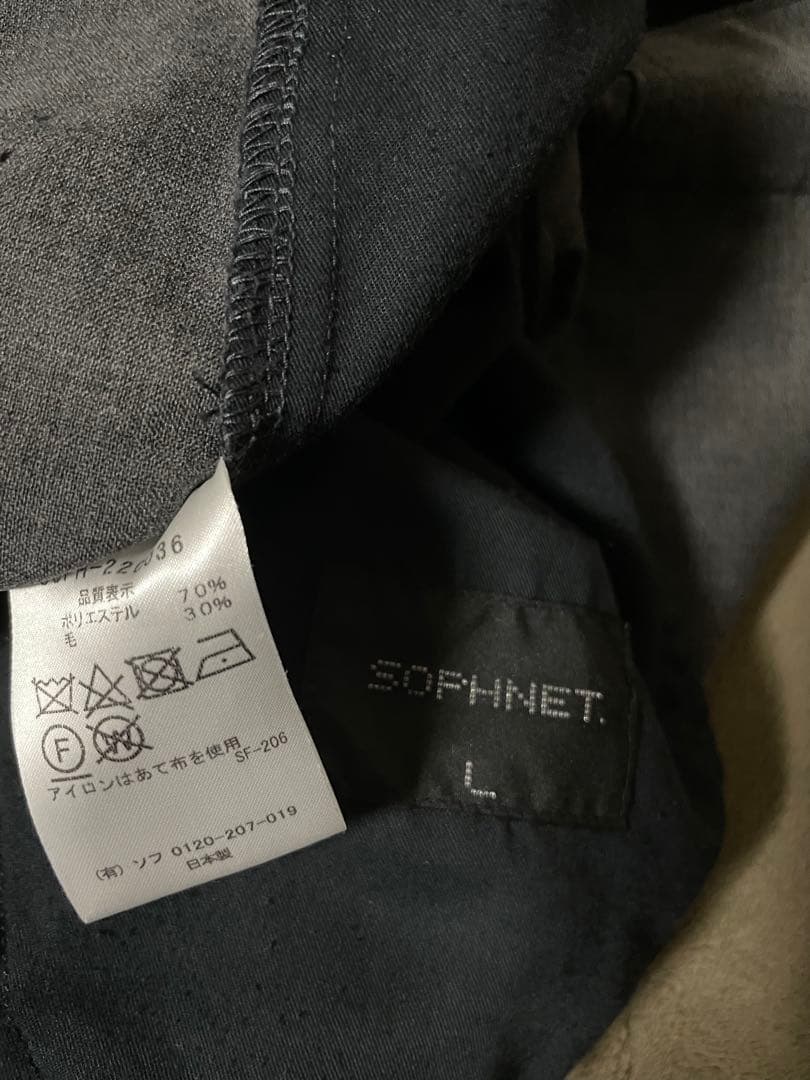 品質表示
ポリエステル 70%
毛 30%
F
W
アイロンはあて布を使用
SF-206
(有) ソフ 0120-207-019
日本製
SOPHNET.
L